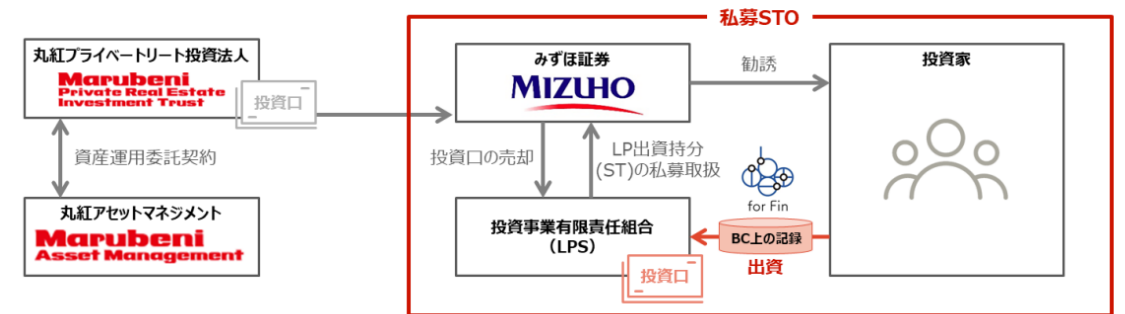 私募STO
丸紅プライベートリート投資法人
Marubeni
Private Real Estate
Investment Trust
投資口
資産運用委託契約
丸紅アセットマネジメント
Marubeni
Asset Management
みずほ証券
MIZUHO
勧誘
投資家
投資口の売却
LP出資持分
(ST)の私募取扱
投資事業有限責任組合
(LPS)
投資口
for Fin
BC上の記録
出資